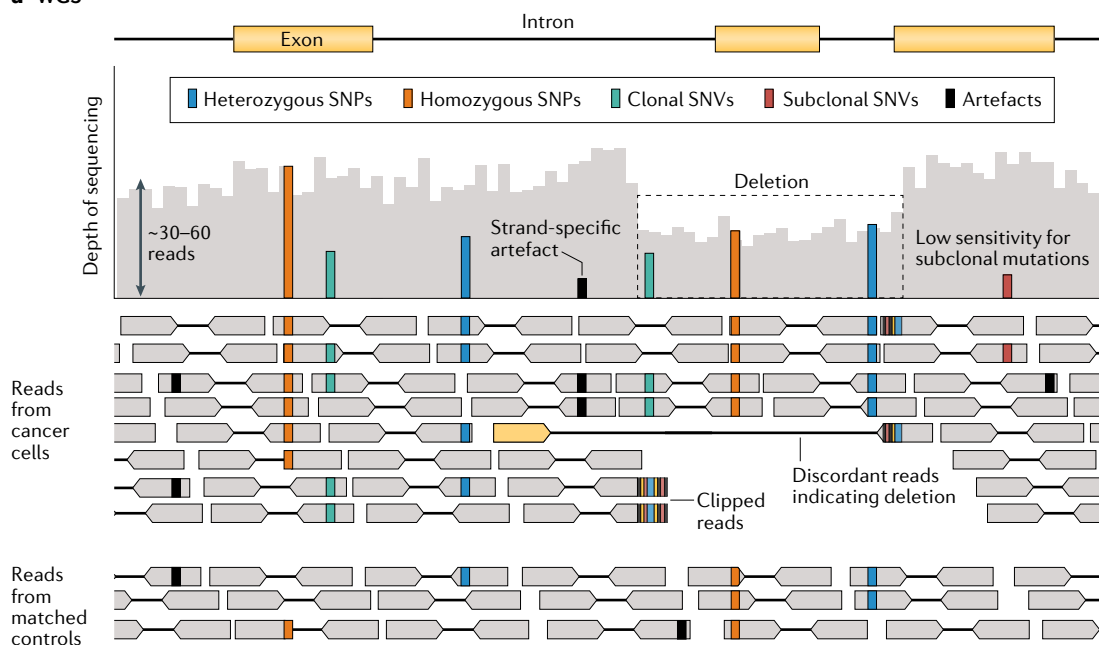 a WGS
Intron
Exon
Heterozygous SNPs
Homozygous SNPs
Clonal SNVs
Subclonal SNVs
Artefacts
Depth of sequencing
~30–60
reads
Strand-specific
artefact
Deletion
Low sensitivity for
subclonal mutations
Reads
from
cancer
cells
Discordant reads
indicating deletion
Clipped
reads
Reads
from
matched
controls